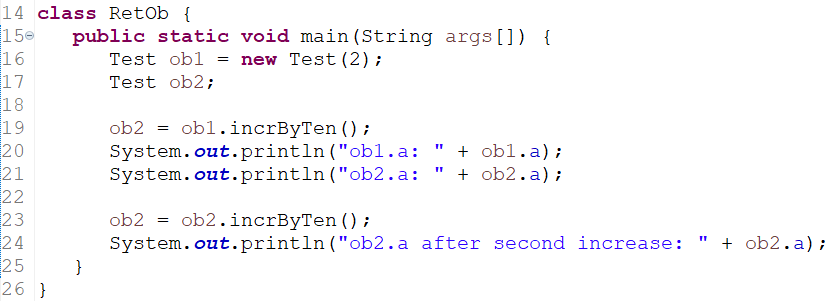 14 class RetOb {
15 public static void main(String args[]) {
16 Test ob1 = new Test(2);
17 Test ob2;
18
19 ob2 = ob1.incrByTen();
20 System.out.println("ob1.a: " + ob1.a);
21 System.out.println("ob2.a: " + ob2.a);
22
23 ob2 = ob2.incrByTen();
24 System.out.println("ob2.a after second increase: " + ob2.a);
25 }
26 }